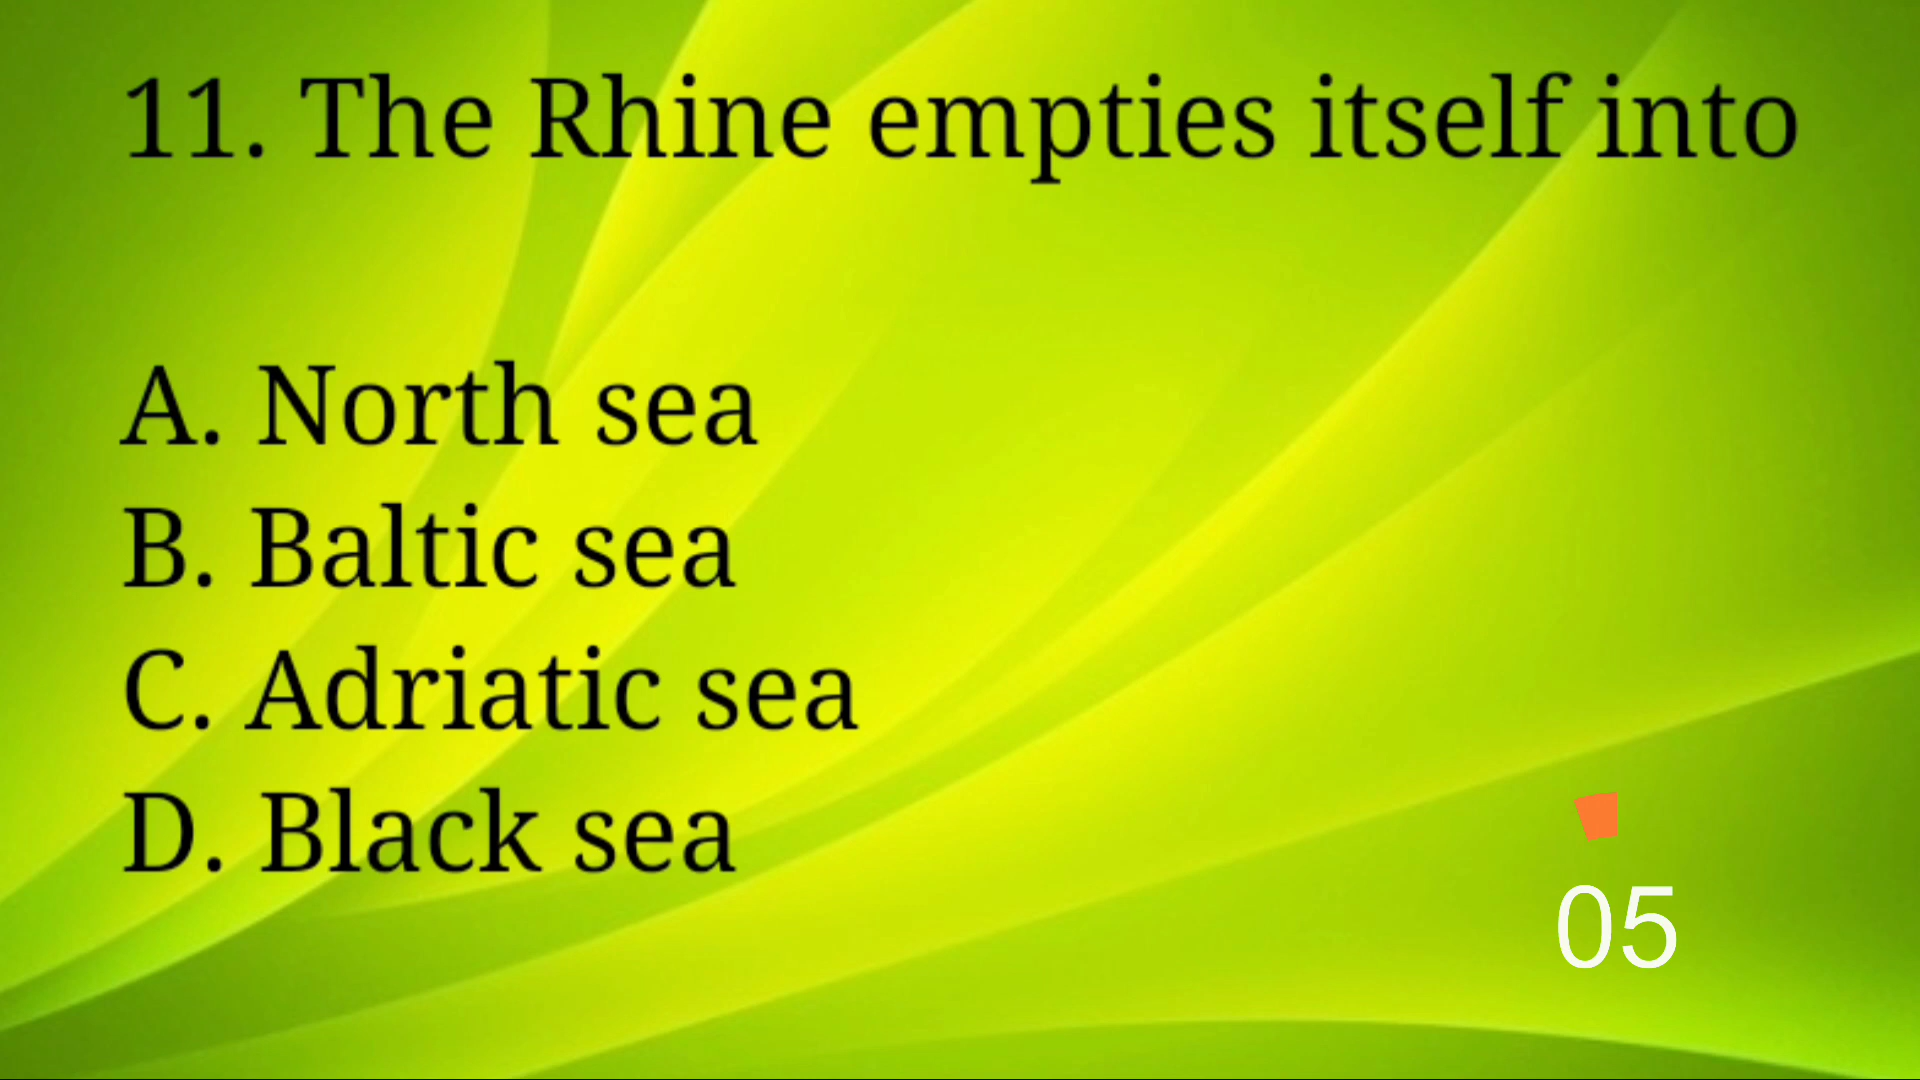 11. The Rhine empties itself into
A. North sea
B. Baltic sea
C. Adriatic sea
D. Black sea
05